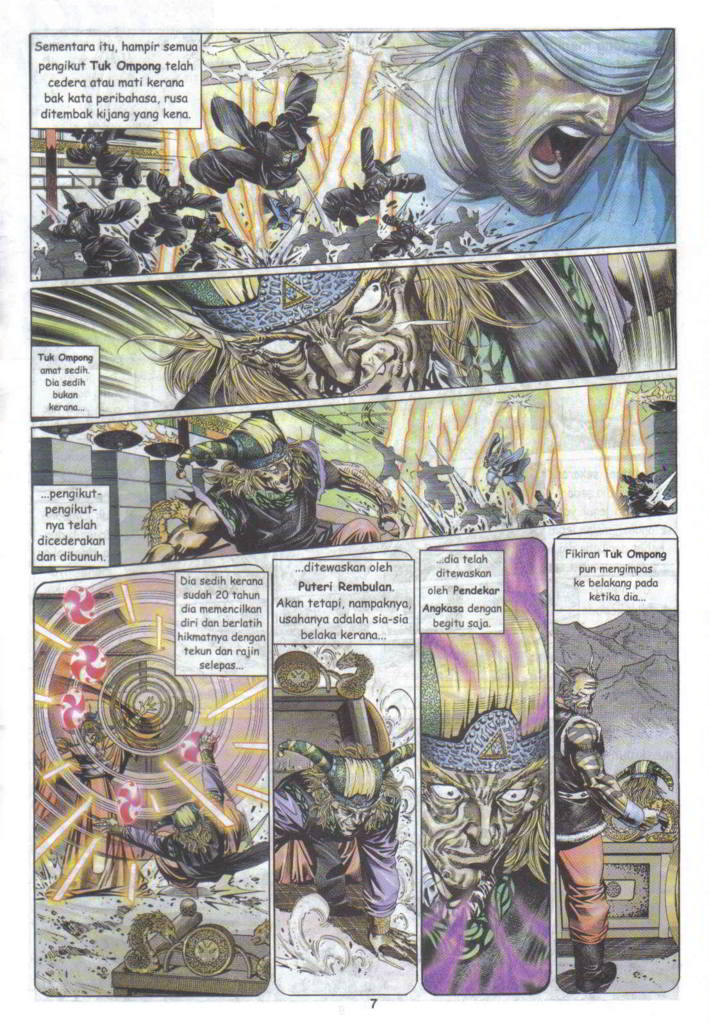 Sementara itu, hampir semua
pengikut Tuk Ompong telah
cedera atau mati kerana
bak kata peribahasa, rusa
ditembak kijang yang kena.
Tuk Ompong
amat sedih.
Dia sedih
bukan
kerana...
...pengikut-
pengikut-
nya telah
dicederakan
dan dibunuh.
Dia sedih kerana
sudah 20 tahun
dia memencilkan
diri dan berlatih
hikmatnya dengan
tekun dan rajin
selepas...
...ditewaskan oleh
Puteri Rembulan.
Akan tetapi, nampaknya,
usahanya adalah sia-sia
belaka kerana...
...dia telah
ditewaskan
oleh Pendekar
Angkasa dengan
begitu saja.
Fikiran Tuk Ompong
pun mengimpas
ke belakang pada
ketika dia...
7